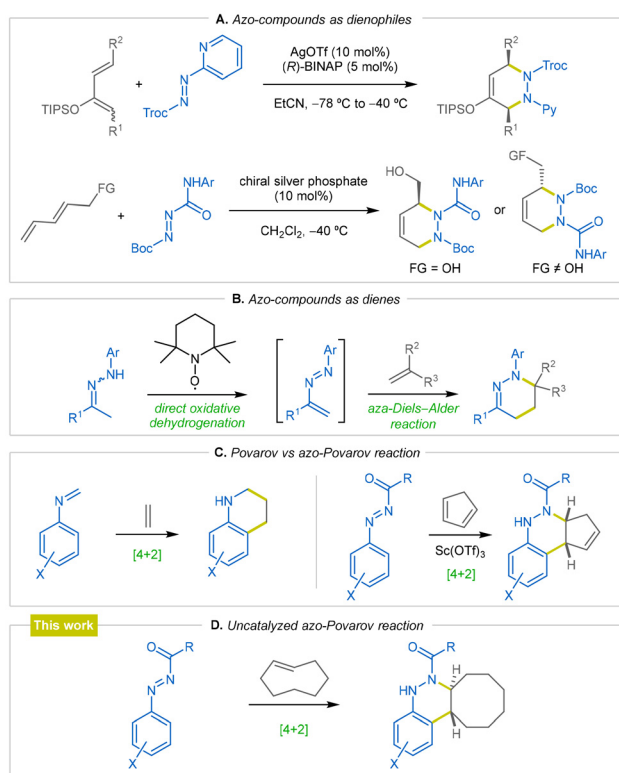 A. Azo-compounds as dienophiles
R2
TIPSO
R1
+
N
N
N
Troc
AgOTf (10 mol%)
(R)-BINAP (5 mol%)
EtCN, −78 ºC to −40 ºC
R2
Troc
N
N
Py
TIPSO
R1
FG
+
NHAr
O
N
N
Boc
chiral silver phosphate
(10 mol%)
CH2Cl2, −40 ºC
HO
NHAr
N
O
N
Boc
FG = OH
or
GF
Boc
N
N
O
NHAr
FG ≠ OH
B. Azo-compounds as dienes
Ar
NH
N
R1
N
O
direct oxidative
dehydrogenation
Ar
N
N
R1
R2
R3
aza-Diels–Alder
reaction
Ar
N
N
R2
R3
R1
C. Povarov vs azo-Povarov reaction
N
X
[4+2]
HN
X
O
R
N
N
X
Sc(OTf)3
[4+2]
O
R
N
HN
H
H
X
This work
D. Uncatalyzed azo-Povarov reaction
O
R
N
N
X
[4+2]
O
R
N
HN
H
H
X